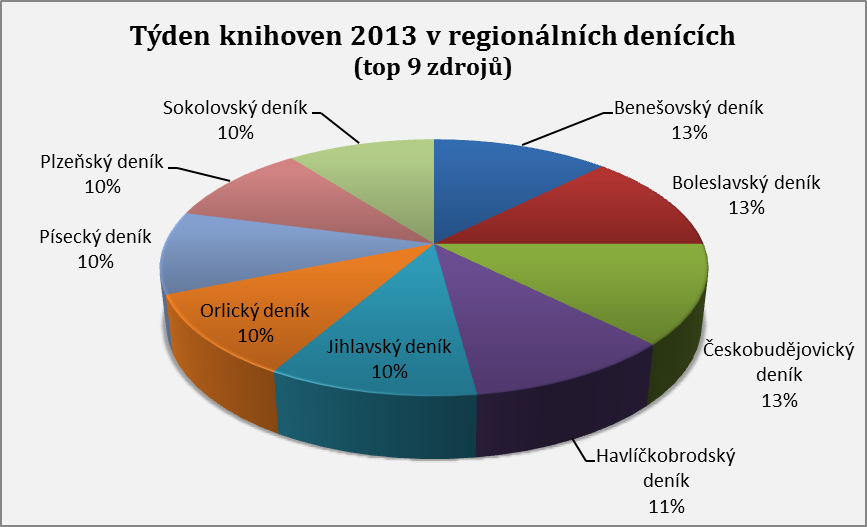 Týden knihoven 2013 v regionálních denících
(top 9 zdrojů)
Benešovský deník
13%
Boleslavský deník
13%
Českobudějovický
deník
13%
Havlíčkobrodský
deník
11%
Jihlavský deník
10%
Orlický deník
10%
Písecký deník
10%
Plzeňský deník
10%
Sokolovský deník
10%